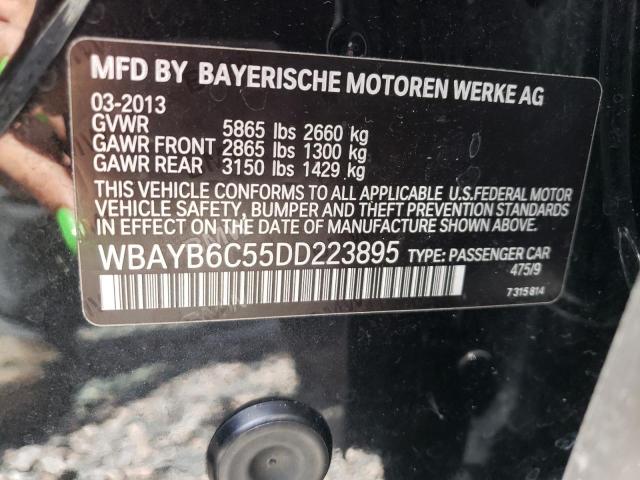 MFD BY BAYERISCHE MOTOREN WERKE AG
03-2013
GVWR 5865 lbs 2660 kg
GAWR FRONT 2865 lbs 1300 kg
GAWR REAR 3150 lbs 1429 kg
THIS VEHICLE CONFORMS TO ALL APPLICABLE U.S.FEDERAL MOTOR
VEHICLE SAFETY, BUMPER AND THEFT PREVENTION STANDARDS
IN EFFECT ON THE DATE OF MANUFACTURE SHOWN ABOVE.
WBAYB6C55DD223895 TYPE: PASSENGER CAR
475/9
7315814